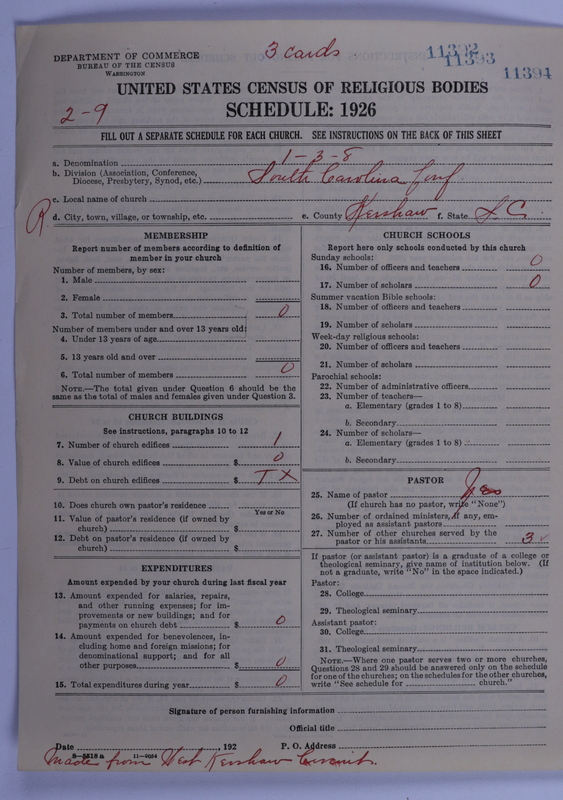 3 cards
11392
11393
11394
DEPARTMENT OF COMMERCE
BUREAU OF THE CENSUS
WASHINGTON
UNITED STATES CENSUS OF RELIGIOUS BODIES
2-9
SCHEDULE: 1926
FILL OUT A SEPARATE SCHEDULE FOR EACH CHURCH. SEE INSTRUCTIONS ON THE BACK OF THIS SHEET
a. Denomination 1-3-8
b. Division (Association, Conference,
Diocese, Presbytery, Synod, etc.) South Carolina Conf
c. Local name of church
R
d. City, town, village, or township, etc. e. County Kershaw f. State S C
MEMBERSHIP
Report number of members according to definition of
member in your church
Number of members, by sex:
1. Male
2. Female
3. Total number of members 0
Number of members under and over 13 years old:
4. Under 13 years of age
5. 13 years old and over
6. Total number of members 0
NOTE.—The total given under Question 6 should be the
same as the total of males and females given under Question 3.
CHURCH BUILDINGS
See instructions, paragraphs 10 to 12
7. Number of church edifices 1
8. Value of church edifices $ 0
9. Debt on church edifices $ TX
10. Does church own pastor's residence
Yes or No
11. Value of pastor's residence (if owned by
church) $
12. Debt on pastor's residence (if owned by
church) $
EXPENDITURES
Amount expended by your church during last fiscal year
13. Amount expended for salaries, repairs,
and other running expenses; for im-
provements or new buildings; and for
payments on church debt $ 0
14. Amount expended for benevolences, in-
cluding home and foreign missions; for
denominational support; and for all
other purposes $ 0
15. Total expenditures during year $ 0
CHURCH SCHOOLS
Report here only schools conducted by this church
Sunday schools:
16. Number of officers and teachers 0
17. Number of scholars 0
Summer vacation Bible schools:
18. Number of officers and teachers
19. Number of scholars
Week-day religious schools:
20. Number of officers and teachers
21. Number of scholars
Parochial schools:
22. Number of administrative officers
23. Number of teachers—
a. Elementary (grades 1 to 8)
b. Secondary
24. Number of scholars—
a. Elementary (grades 1 to 8)
b. Secondary
PASTOR
25. Name of pastor
(If church has no pastor, write "None")
26. Number of ordained ministers, if any, em-
ployed as assistant pastors
27. Number of other churches served by the
pastor or his assistants 3
If pastor (or assistant pastor) is a graduate of a college or
theological seminary, give name of institution below. (If
not a graduate, write "No" in the space indicated.)
Pastor:
28. College
29. Theological seminary
Assistant pastor:
30. College
31. Theological seminary
NOTE.—Where one pastor serves two or more churches,
Questions 28 and 29 should be answered only on the schedule
for one of the churches; on the schedules for the other churches,
write "See schedule for church."
Signature of person furnishing information
Official title
Date , 192 P. O. Address
8-5518 a 11-9024
Made from West Kershaw Circuit.